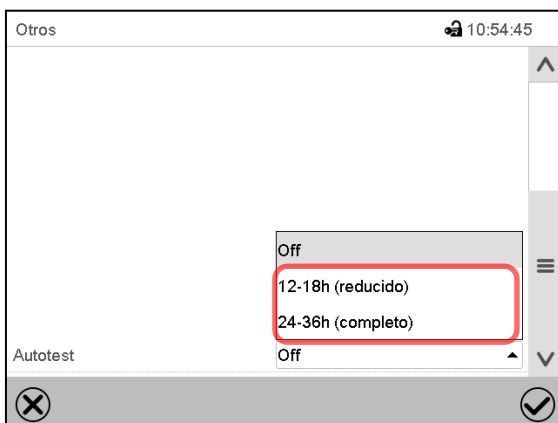 Otros
10:54:45
Off
12-18h (reducido)
24-36h (completo)
Autotest
Off